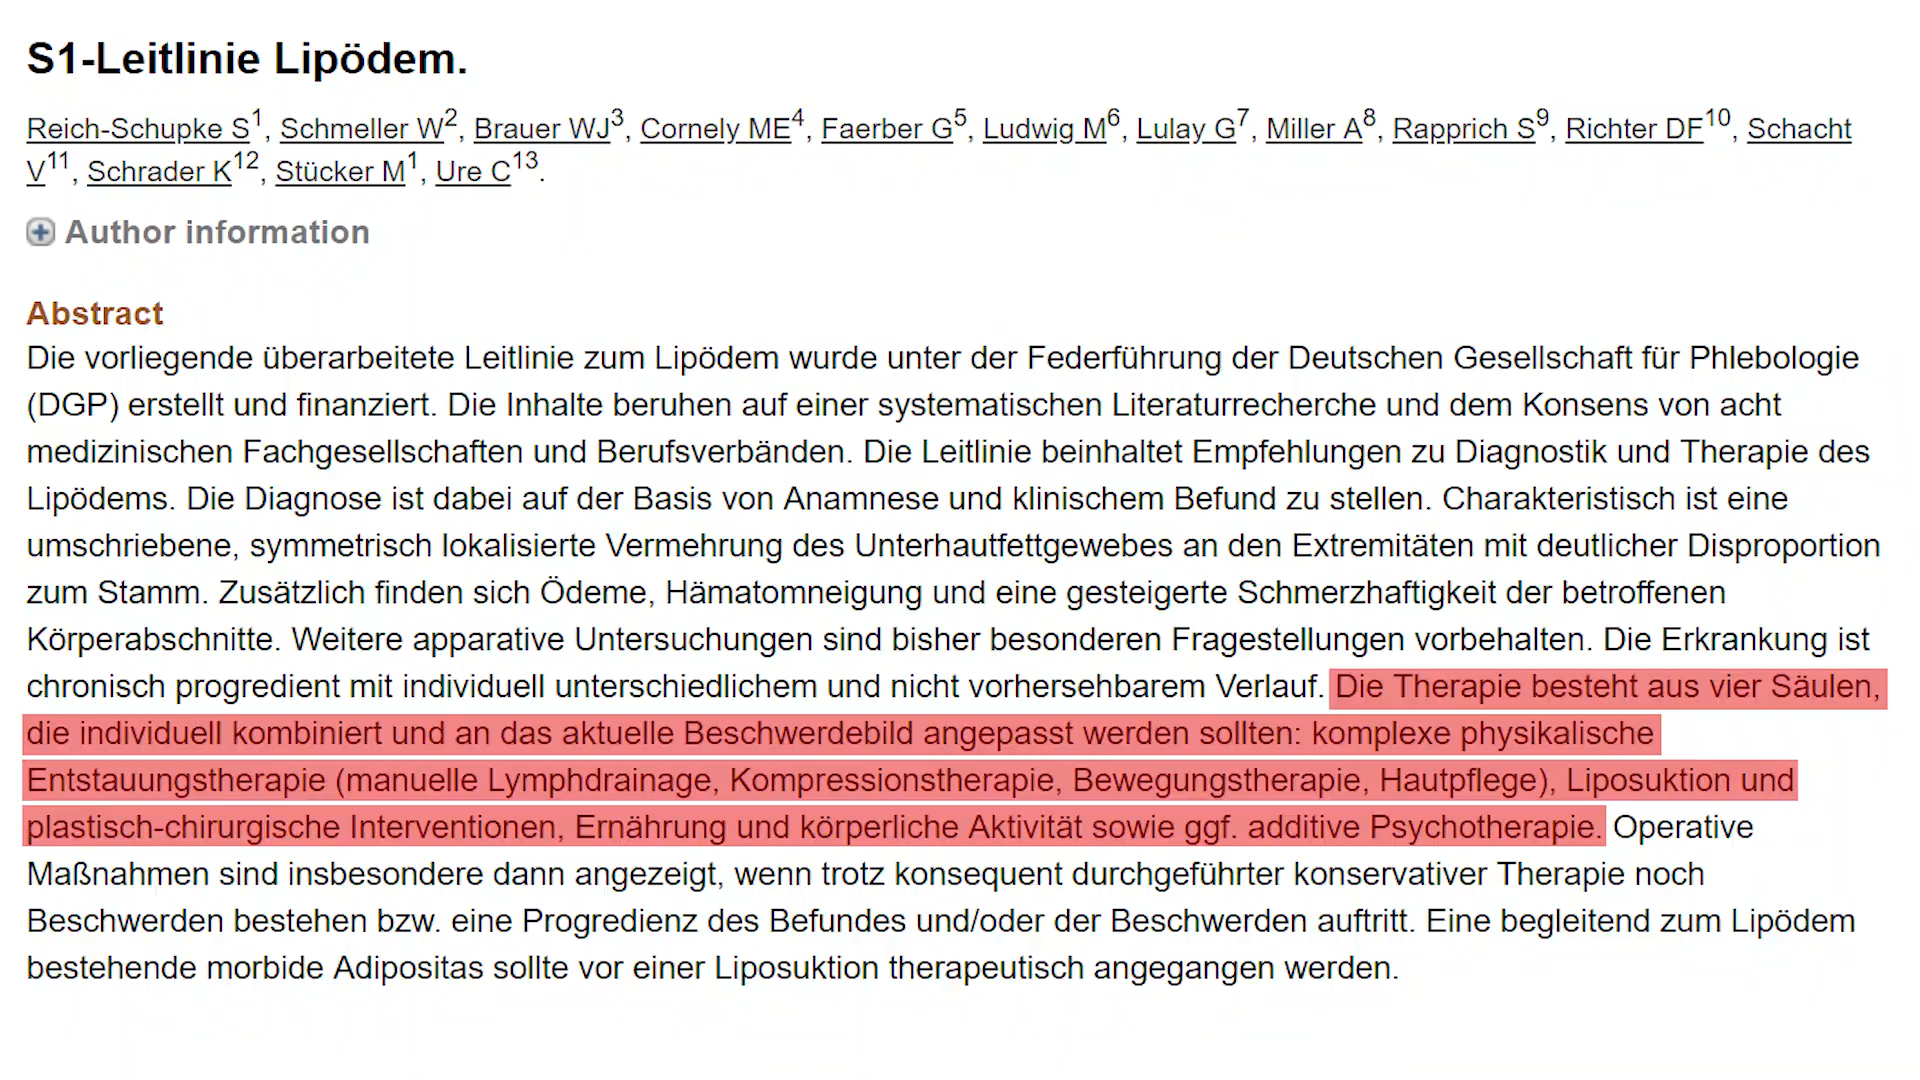 S1-Leitlinie Lipödem.
Reich-Schupke S1, Schmeller W2, Brauer WJ3, Cornely ME4, Faerber G5, Ludwig M6, Lulay G7, Miller A8, Rapprich S9, Richter DF10, Schacht
V11, Schrader K12, Stücker M1, Ure C13.
Author information
Abstract
Die vorliegende überarbeitete Leitlinie zum Lipödem wurde unter der Federführung der Deutschen Gesellschaft für Phlebologie
(DGP) erstellt und finanziert. Die Inhalte beruhen auf einer systematischen Literaturrecherche und dem Konsens von acht
medizinischen Fachgesellschaften und Berufsverbänden. Die Leitlinie beinhaltet Empfehlungen zu Diagnostik und Therapie des
Lipödems. Die Diagnose ist dabei auf der Basis von Anamnese und klinischem Befund zu stellen. Charakteristisch ist eine
umschriebene, symmetrisch lokalisierte Vermehrung des Unterhautfettgewebes an den Extremitäten mit deutlicher Disproportion
zum Stamm. Zusätzlich finden sich Ödeme, Hämatomneigung und eine gesteigerte Schmerzhaftigkeit der betroffenen
Körperabschnitte. Weitere apparative Untersuchungen sind bisher besonderen Fragestellungen vorbehalten. Die Erkrankung ist
chronisch progredient mit individuell unterschiedlichem und nicht vorhersehbarem Verlauf. Die Therapie besteht aus vier Säulen,
die individuell kombiniert und an das aktuelle Beschwerdebild angepasst werden sollten: komplexe physikalische
Entstauungstherapie (manuelle Lymphdrainage, Kompressionstherapie, Bewegungstherapie, Hautpflege), Liposuktion und
plastisch-chirurgische Interventionen, Ernährung und körperliche Aktivität sowie ggf. additive Psychotherapie. Operative
Maßnahmen sind insbesondere dann angezeigt, wenn trotz konsequent durchgeführter konservativer Therapie noch
Beschwerden bestehen bzw. eine Progredienz des Befundes und/oder der Beschwerden auftritt. Eine begleitend zum Lipödem
bestehende morbide Adipositas sollte vor einer Liposuktion therapeutisch angegangen werden.